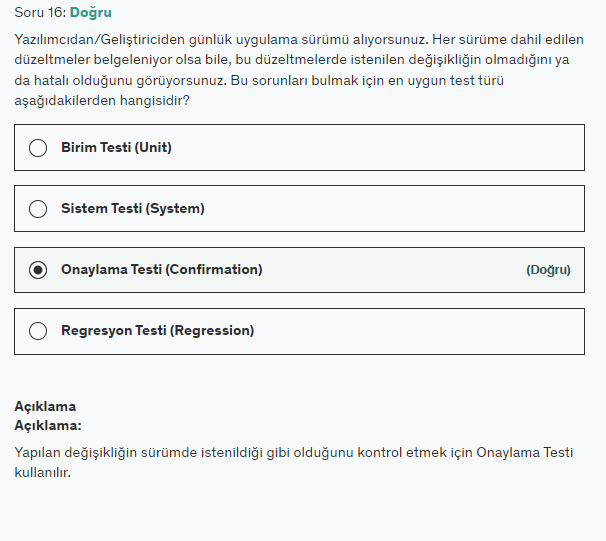 Soru 16: Doğru
Yazılımcıdan/Geliştiriciden günlük uygulama sürümü alıyorsunuz. Her sürüme dahil edilen
düzeltmeler belgeleniyor olsa bile, bu düzeltmelerde istenilen değişikliğin olmadığını ya
da hatalı olduğunu görüyorsunuz. Bu sorunları bulmak için en uygun test türü
aşağıdakilerden hangisidir?
Birim Testi (Unit)
Sistem Testi (System)
Onaylama Testi (Confirmation) (Doğru)
Regresyon Testi (Regression)
Açıklama
Açıklama:
Yapılan değişikliğin sürümde istenildiği gibi olduğunu kontrol etmek için Onaylama Testi
kullanılır.